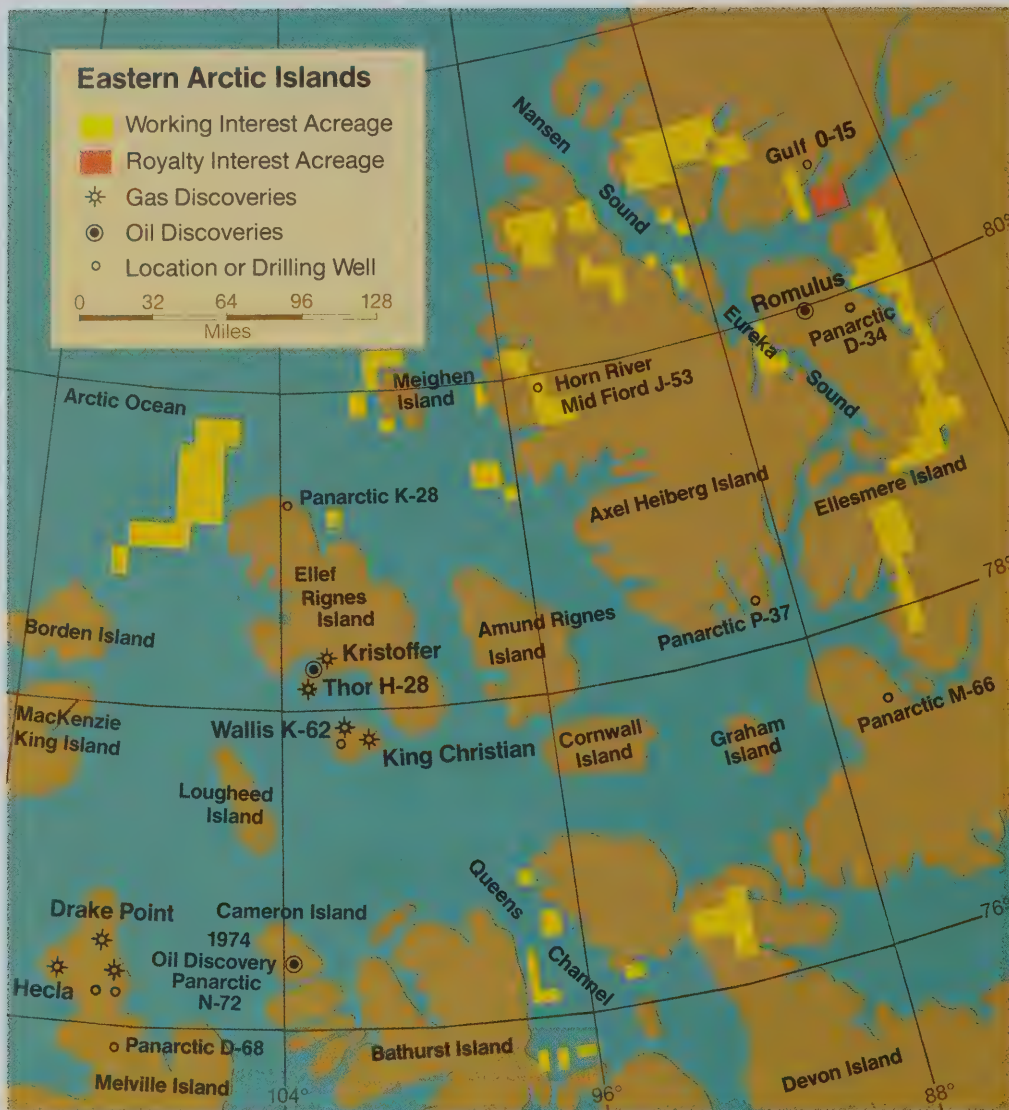 Eastern Arctic Islands
Working Interest Acreage
Royalty Interest Acreage
Gas Discoveries
Oil Discoveries
Location or Drilling Well
0 32 64 96 128
Miles
Nansen
Sound
Gulf 0-15
80°
Romulus
Panarctic
D-34
Eureka
Sound
Horn River
Mid Fiord J-53
Meighen
Island
Arctic Ocean
Panarctic K-28
Axel Heiberg Island
Ellesmere Island
78°
Ellef
Rignes
Island
Borden Island
Amund Rignes
Island
Panarctic P-37
Kristoffer
Thor H-28
Panarctic M-66
MacKenzie
King Island
Wallis K-62
King Christian
Cornwall
Island
Graham
Island
Lougheed
Island
Queens
Channel
76°
Drake Point
Hecla
Cameron Island
1974
Oil Discovery
Panarctic
N-72
Panarctic D-68
Melville Island
Bathurst Island
Devon Island
104°
96°
88°